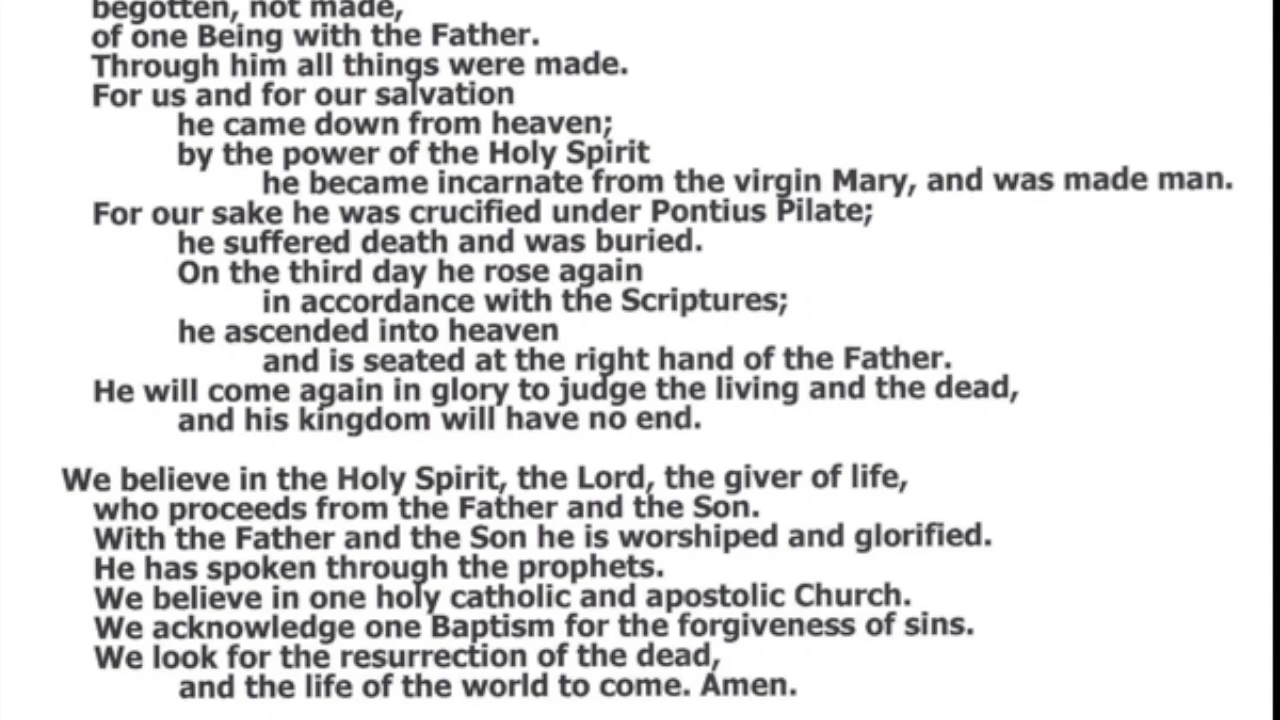 begotten, not made,
of one Being with the Father.
Through him all things were made.
For us and for our salvation
he came down from heaven;
by the power of the Holy Spirit
he became incarnate from the virgin Mary, and was made man.
For our sake he was crucified under Pontius Pilate;
he suffered death and was buried.
On the third day he rose again
in accordance with the Scriptures;
he ascended into heaven
and is seated at the right hand of the Father.
He will come again in glory to judge the living and the dead,
and his kingdom will have no end.
We believe in the Holy Spirit, the Lord, the giver of life,
who proceeds from the Father and the Son.
With the Father and the Son he is worshiped and glorified.
He has spoken through the prophets.
We believe in one holy catholic and apostolic Church.
We acknowledge one Baptism for the forgiveness of sins.
We look for the resurrection of the dead,
and the life of the world to come. Amen.